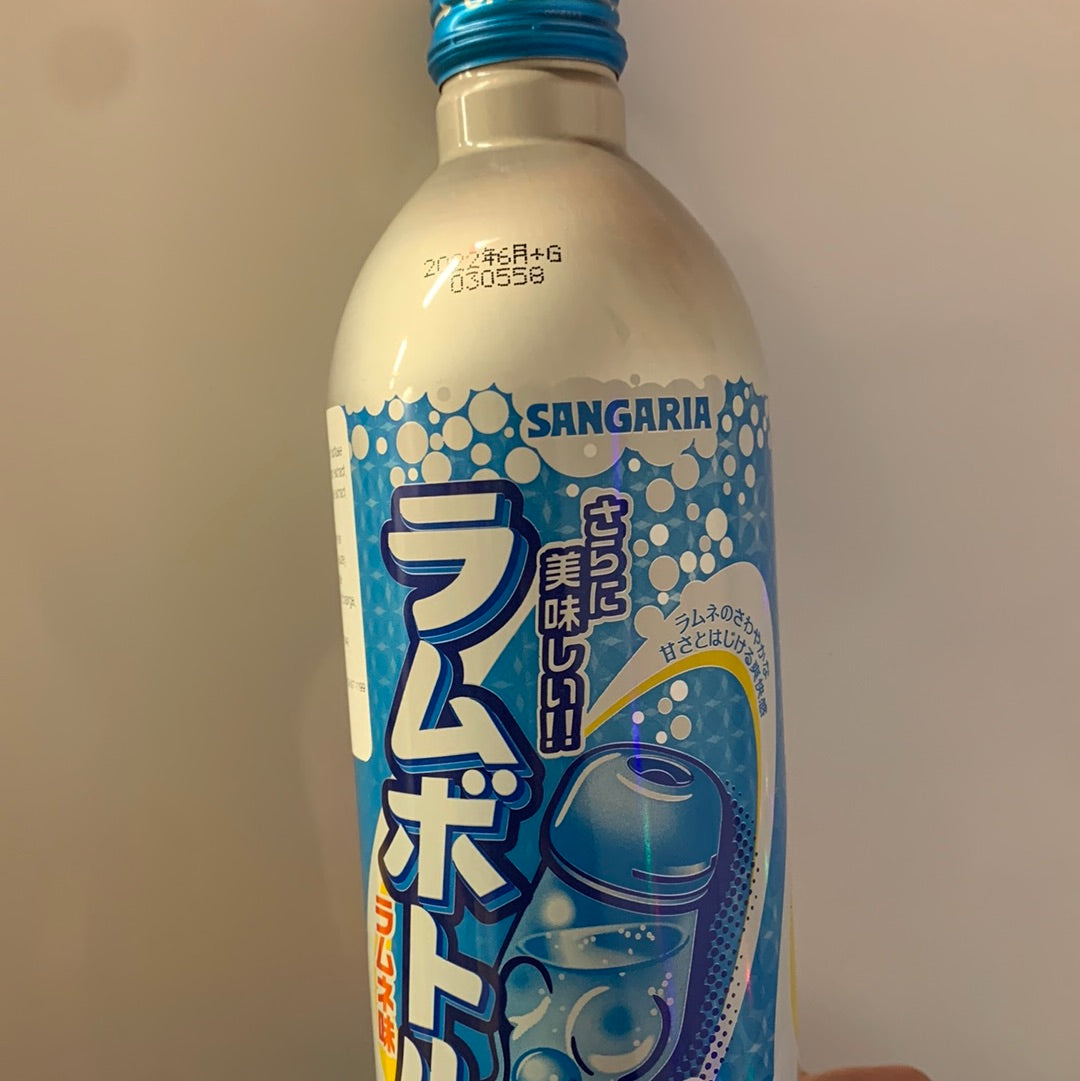 2022年6月+G
030558
SANGARIA
さらに
美味しい!!
ラムボトル
ラムネのさわやかな
甘さとはじける爽快感
ラムネ味